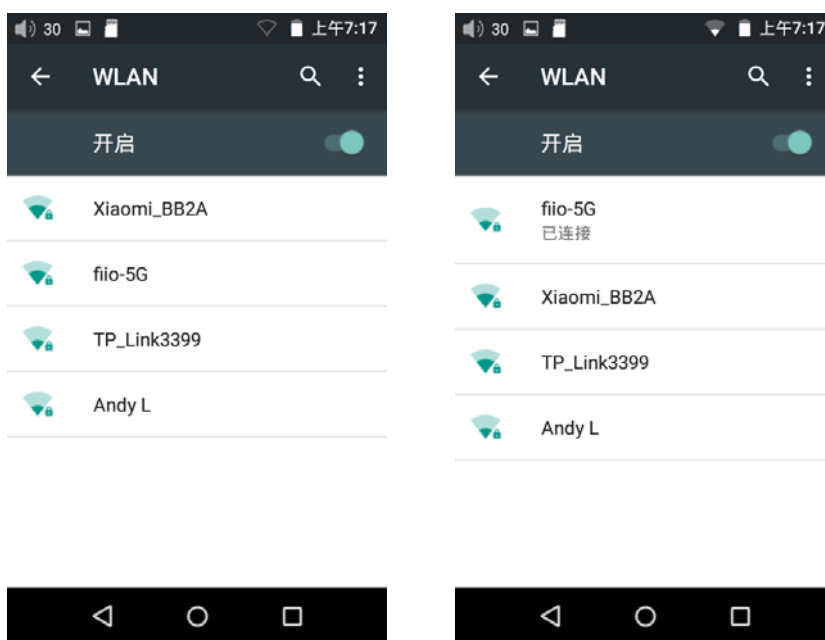 30 上午7:17
WLAN
开启
Xiaomi_BB2A
fiio-5G
TP_Link3399
Andy L
30 上午7:17
WLAN
开启
fiio-5G
已连接
Xiaomi_BB2A
TP_Link3399
Andy L